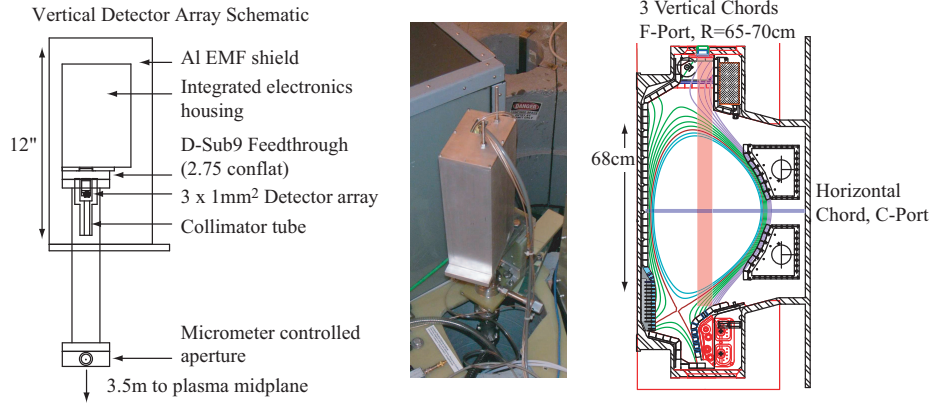 Vertical Detector Array Schematic
Al EMF shield
Integrated electronics
housing
12"
D-Sub9 Feedthrough
(2.75 conflat)
3 x 1mm² Detector array
Collimator tube
Micrometer controlled
aperture
3.5m to plasma midplane
DANGER
3 Vertical Chords
F-Port, R=65-70cm
68cm
Horizontal
Chord, C-Port